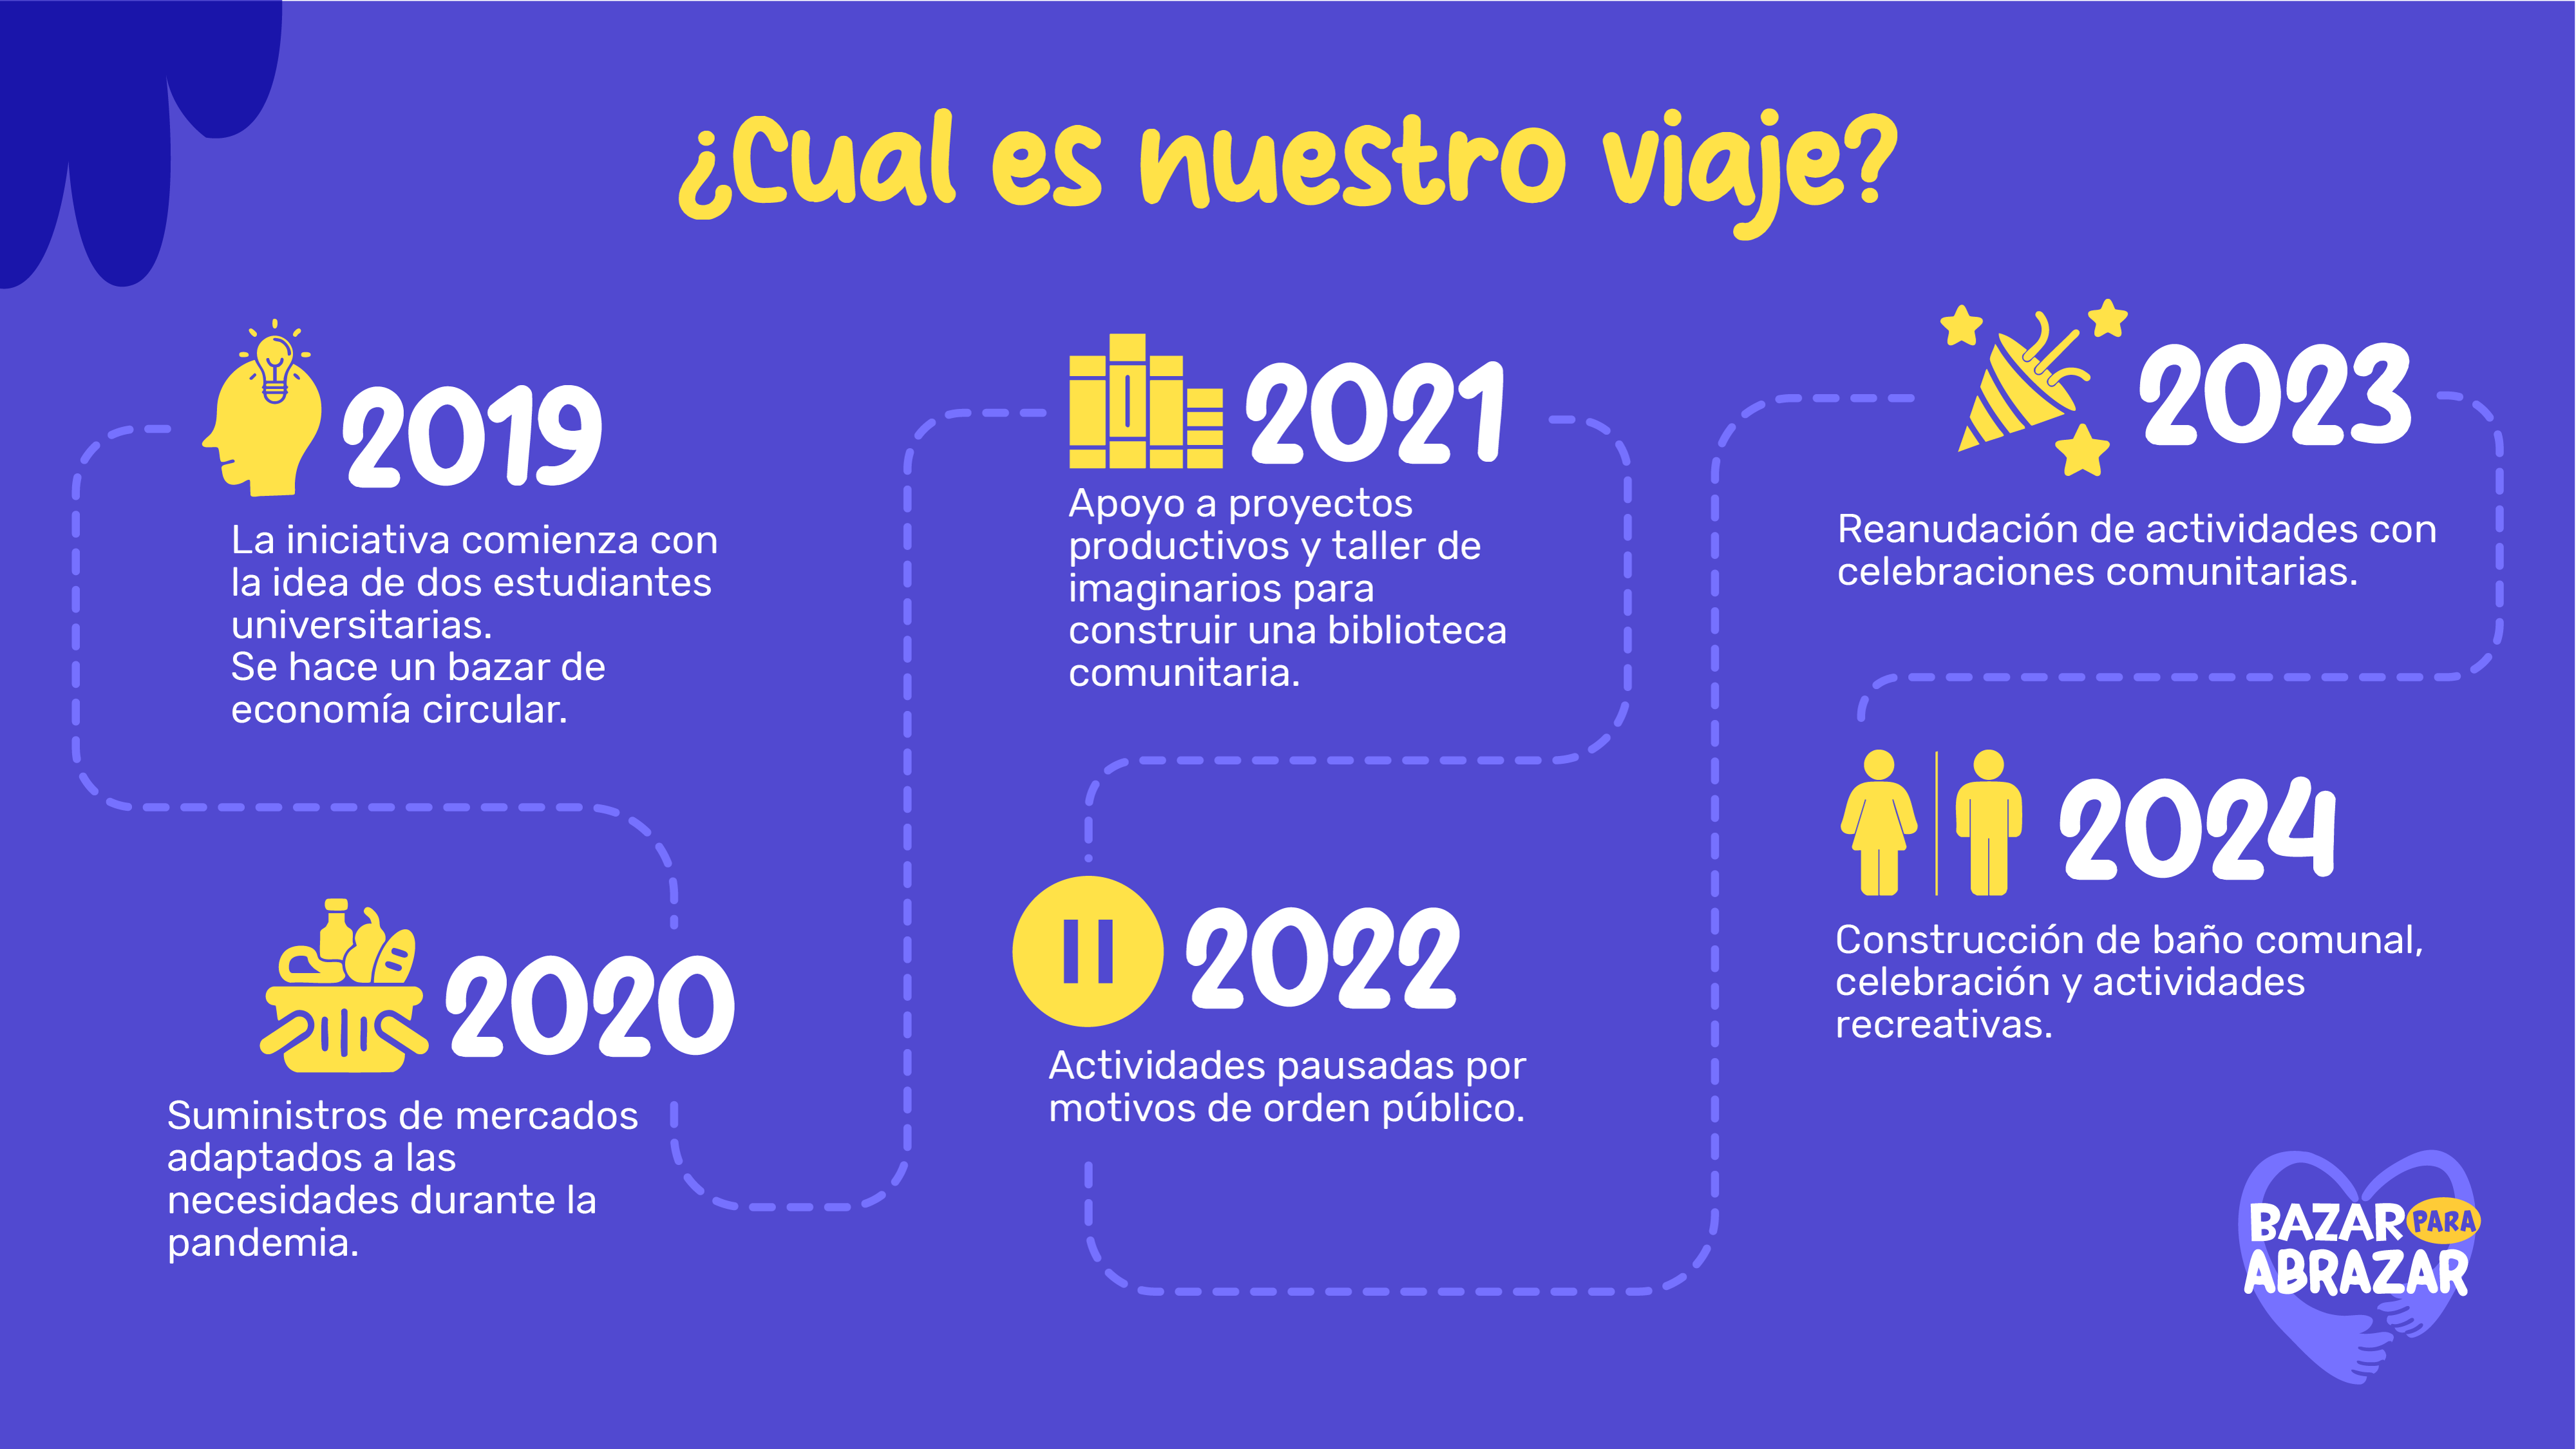 ¿Cual es nuestro viaje?
2019
La iniciativa comienza con
la idea de dos estudiantes
universitarias.
Se hace un bazar de
economía circular.
2020
Suministros de mercados
adaptados a las
necesidades durante la
pandemia.
2021
Apoyo a proyectos
productivos y taller de
imaginarios para
construir una biblioteca
comunitaria.
2022
Actividades pausadas por
motivos de orden público.
2023
Reanudación de actividades con
celebraciones comunitarias.
2024
Construcción de baño comunal,
celebración y actividades
recreativas.
BAZAR PARA
ABRAZAR